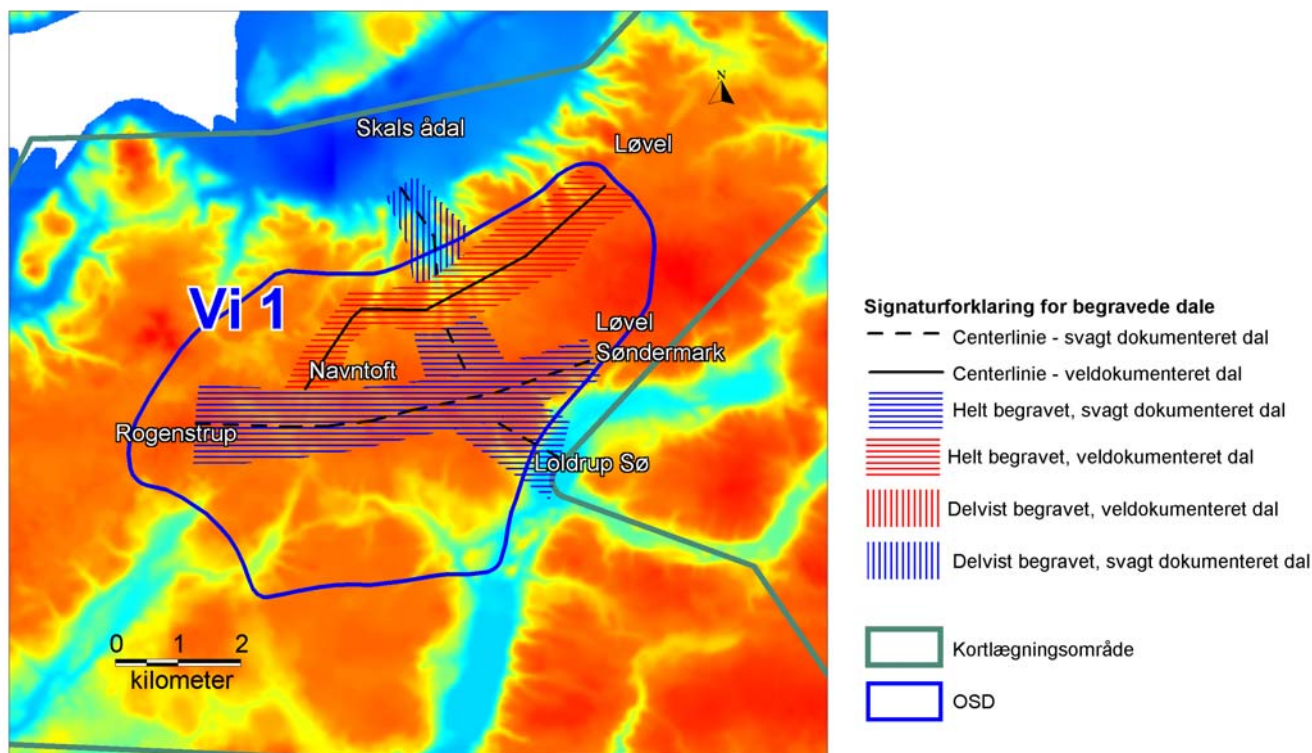 N
Skals ådal
Løvel
Vi 1
Løvel
Søndermark
Navntoft
Rogenstrup
Loldrup Sø
0 1 2
kilometer
Signaturforklaring for begravede dale
Centerlinie - svagt dokumenteret dal
Centerlinie - veldokumenteret dal
Helt begravet, svagt dokumenteret dal
Helt begravet, veldokumenteret dal
Delvist begravet, veldokumenteret dal
Delvist begravet, svagt dokumenteret dal
Kortlægningsområde
OSD